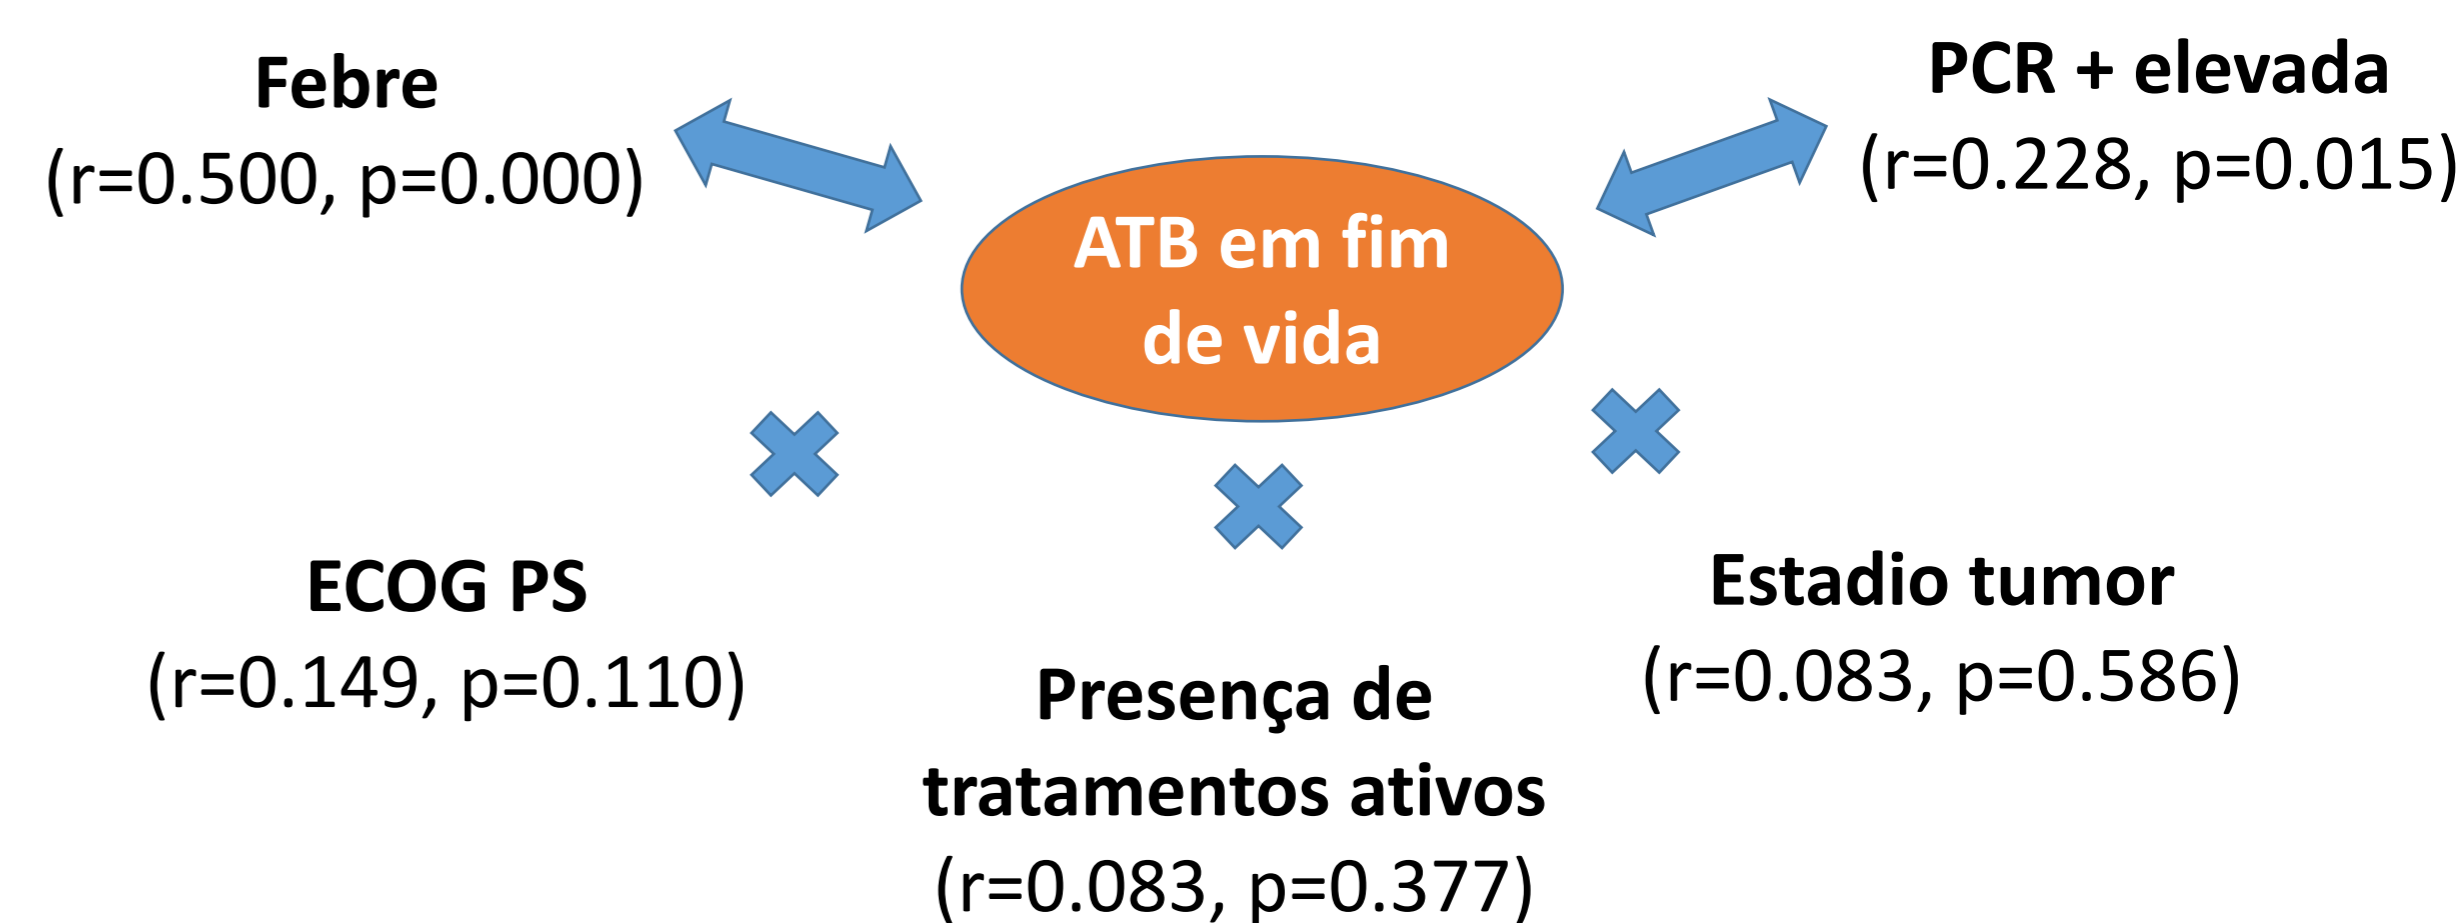 Febre
(r=0.500, p=0.000)
PCR + elevada
(r=0.228, p=0.015)
ATB em fim
de vida
ECOG PS
(r=0.149, p=0.110)
Presença de
tratamentos ativos
(r=0.083, p=0.377)
Estadio tumor
(r=0.083, p=0.586)